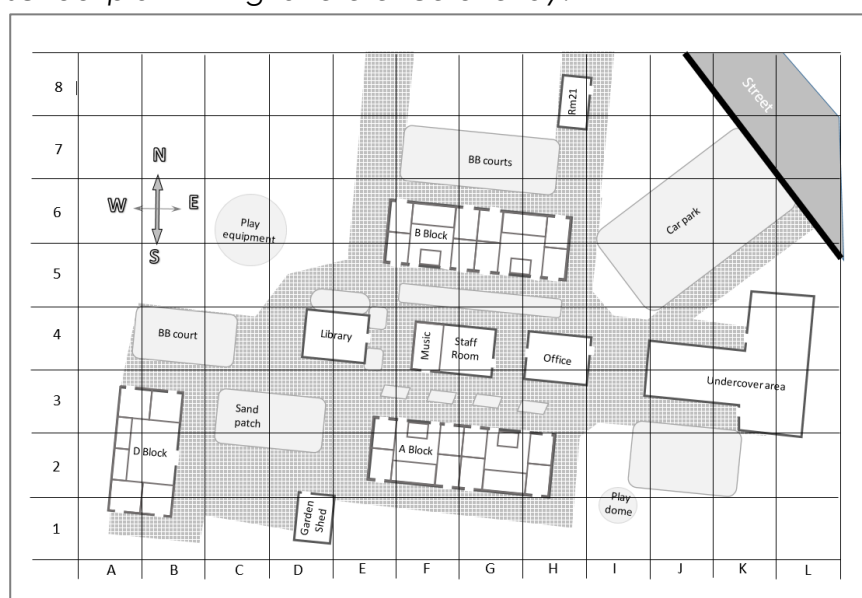 8
Rm21
Street
7
N
BB courts
W
E
6
Play
equipment
B Block
Car park
S
5
4
BB court
Library
Music
Staff
Room
Office
Undercover area
3
Sand
patch
D Block
A Block
2
Play
dome
Garden
Shed
1
A B C D E F G H I J K L